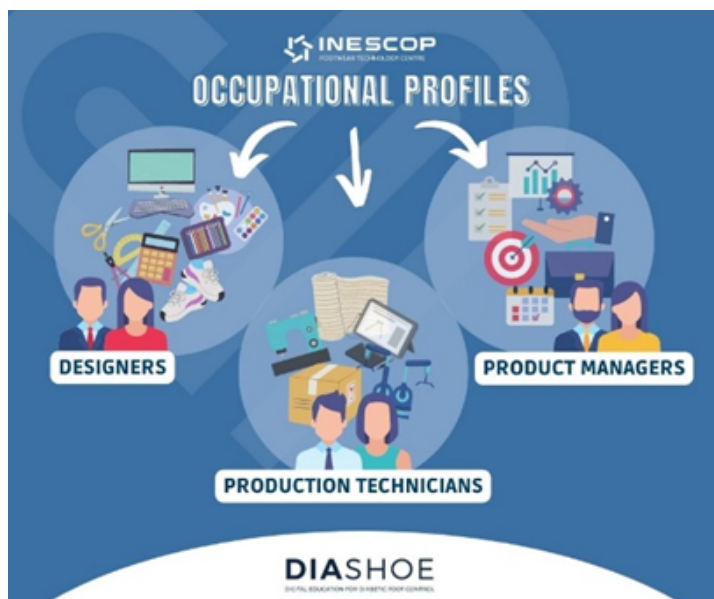 INESCOP
FOOTWEAR TECHNOLOGY CENTRE
OCCUPATIONAL PROFILES
DESIGNERS
PRODUCT MANAGERS
PRODUCTION TECHNICIANS
DIASHOE
DIGITAL EDUCATION FOR DIABETIC FOOT CONTROL